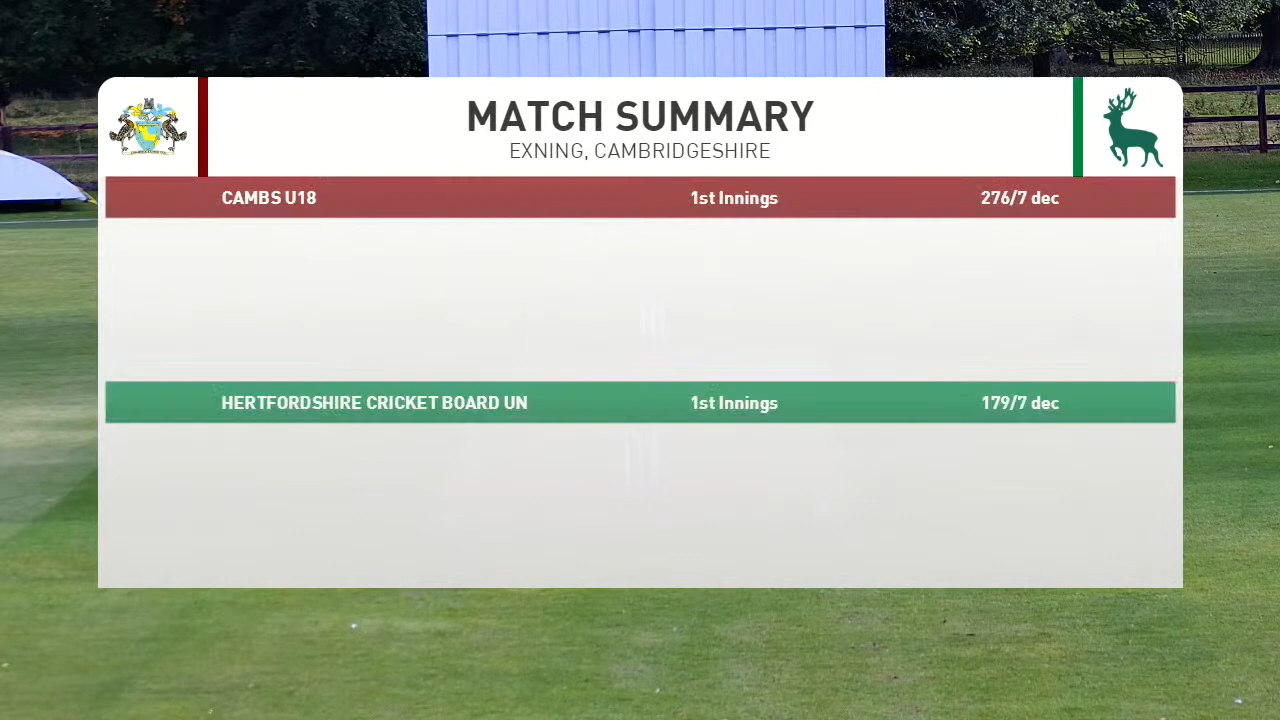 MATCH SUMMARY
EXNING, CAMBRIDGESHIRE
CAMBS U18 1st Innings 276/7 dec
HERTFORDSHIRE CRICKET BOARD UN 1st Innings 179/7 dec